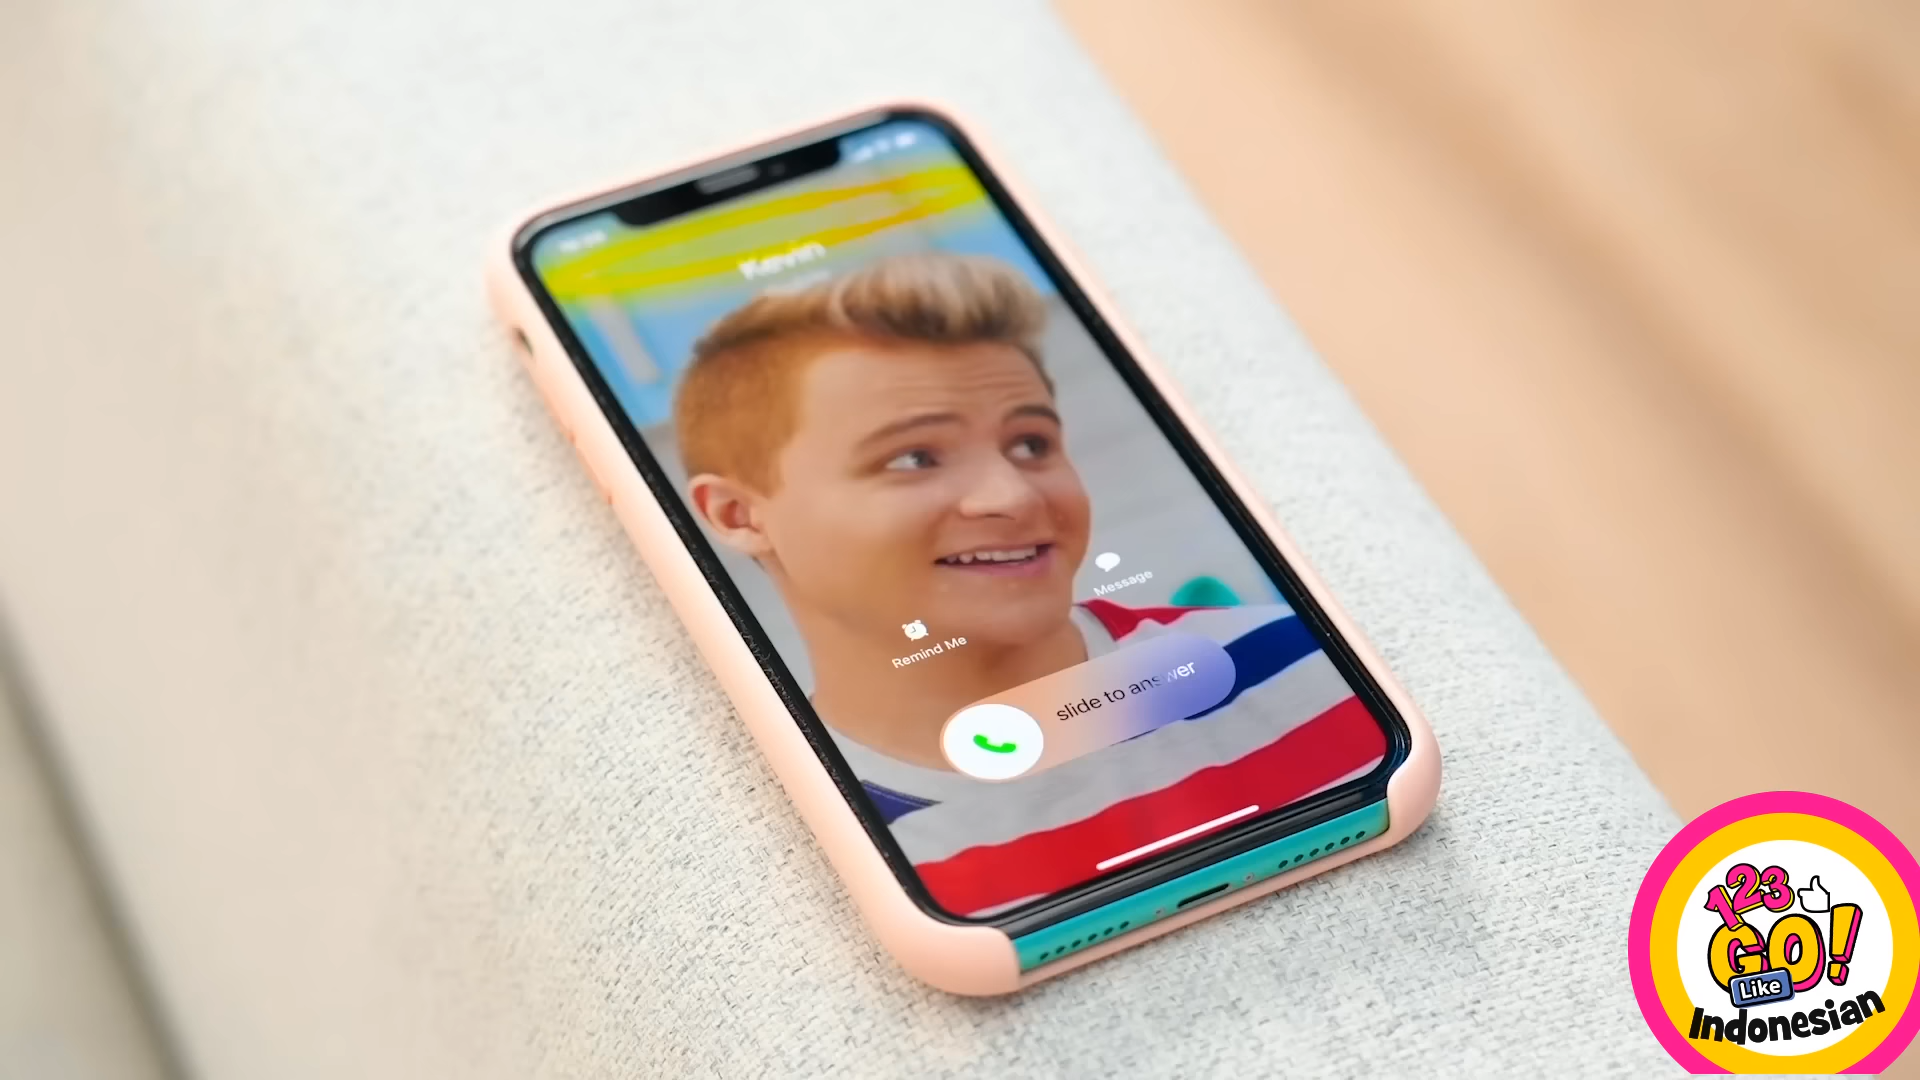 Kevin
Message
Remind Me
slide to answer
123
GO!
Like
Indonesian